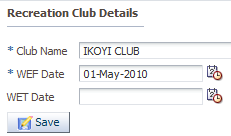 Recreation Club Details
* Club Name IKOYI CLUB
* WEF Date 01-May-2010
WET Date
Save